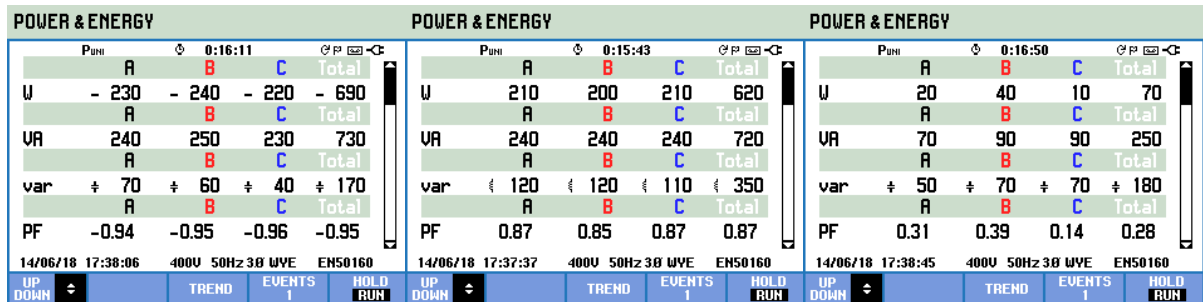 POWER & ENERGY
PUNI 0:16:11
A B C Total
W - 230 - 240 - 220 - 690
A B C Total
VA 240 250 230 730
A B C Total
var 70 60 40 170
A B C Total
PF -0.94 -0.95 -0.96 -0.95
14/06/18 17:38:06 400V 50Hz 3Ø WYE EN50160
UP DOWN TREND EVENTS 1 HOLD RUN
POWER & ENERGY
PUNI 0:15:43
A B C Total
W 210 200 210 620
A B C Total
VA 240 240 240 720
A B C Total
var 120 120 110 350
A B C Total
PF 0.87 0.85 0.87 0.87
14/06/18 17:37:37 400V 50Hz 3Ø WYE EN50160
UP DOWN TREND EVENTS 1 HOLD RUN
POWER & ENERGY
PUNI 0:16:50
A B C Total
W 20 40 10 70
A B C Total
VA 70 90 90 250
A B C Total
var 50 70 70 180
A B C Total
PF 0.31 0.39 0.14 0.28
14/06/18 17:38:45 400V 50Hz 3Ø WYE EN50160
UP DOWN TREND EVENTS 1 HOLD RUN